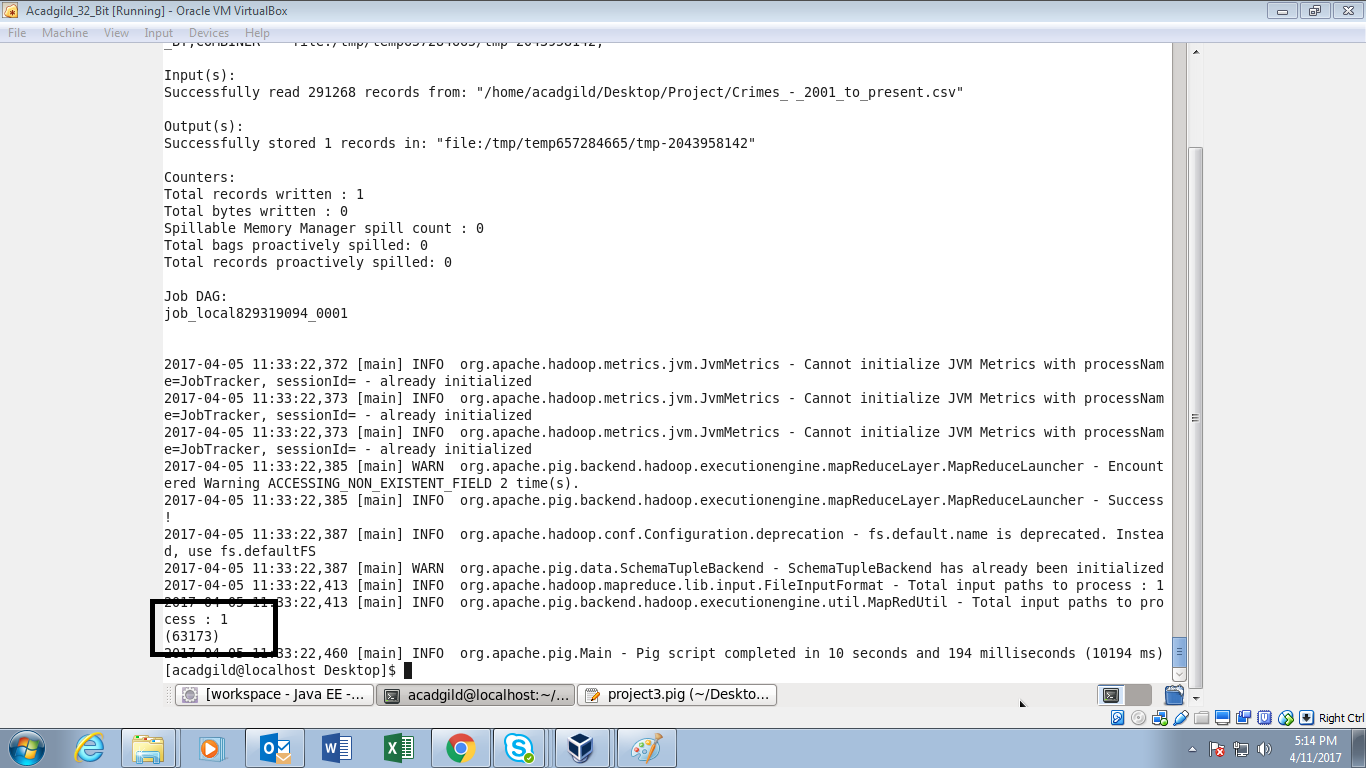 Acadgild_32_Bit [Running] - Oracle VM VirtualBox
File Machine View Input Devices Help
Input(s):
Successfully read 291268 records from: "/home/acadgild/Desktop/Project/Crimes_-_2001_to_present.csv"
Output(s):
Successfully stored 1 records in: "file:/tmp/temp657284665/tmp-2043958142"
Counters:
Total records written : 1
Total bytes written : 0
Spillable Memory Manager spill count : 0
Total bags proactively spilled: 0
Total records proactively spilled: 0
Job DAG:
job_local829319094_0001
2017-04-05 11:33:22,372 [main] INFO  org.apache.hadoop.metrics.jvm.JvmMetrics - Cannot initialize JVM Metrics with processNam
e=JobTracker, sessionId= - already initialized
2017-04-05 11:33:22,373 [main] INFO  org.apache.hadoop.metrics.jvm.JvmMetrics - Cannot initialize JVM Metrics with processNam
e=JobTracker, sessionId= - already initialized
2017-04-05 11:33:22,373 [main] INFO  org.apache.hadoop.metrics.jvm.JvmMetrics - Cannot initialize JVM Metrics with processNam
e=JobTracker, sessionId= - already initialized
2017-04-05 11:33:22,385 [main] WARN  org.apache.pig.backend.hadoop.executionengine.mapReduceLayer.MapReduceLauncher - Encount
ered Warning ACCESSING_NON_EXISTENT_FIELD 2 time(s).
2017-04-05 11:33:22,385 [main] INFO  org.apache.pig.backend.hadoop.executionengine.mapReduceLayer.MapReduceLauncher - Success
!
2017-04-05 11:33:22,387 [main] INFO  org.apache.hadoop.conf.Configuration.deprecation - fs.default.name is deprecated. Instea
d, use fs.defaultFS
2017-04-05 11:33:22,387 [main] WARN  org.apache.pig.data.SchemaTupleBackend - SchemaTupleBackend has already been initialized
2017-04-05 11:33:22,413 [main] INFO  org.apache.hadoop.mapreduce.lib.input.FileInputFormat - Total input paths to process : 1
2017-04-05 11:33:22,413 [main] INFO  org.apache.pig.backend.hadoop.executionengine.util.MapRedUtil - Total input paths to pro
cess : 1
(63173)
2017-04-05 11:33:22,460 [main] INFO  org.apache.pig.Main - Pig script completed in 10 seconds and 194 milliseconds (10194 ms)
[acadgild@localhost Desktop]$
[workspace - Java EE -... acadgild@localhost:~/... project3.pig (~/Deskto...
Right Ctrl
5:14 PM
4/11/2017